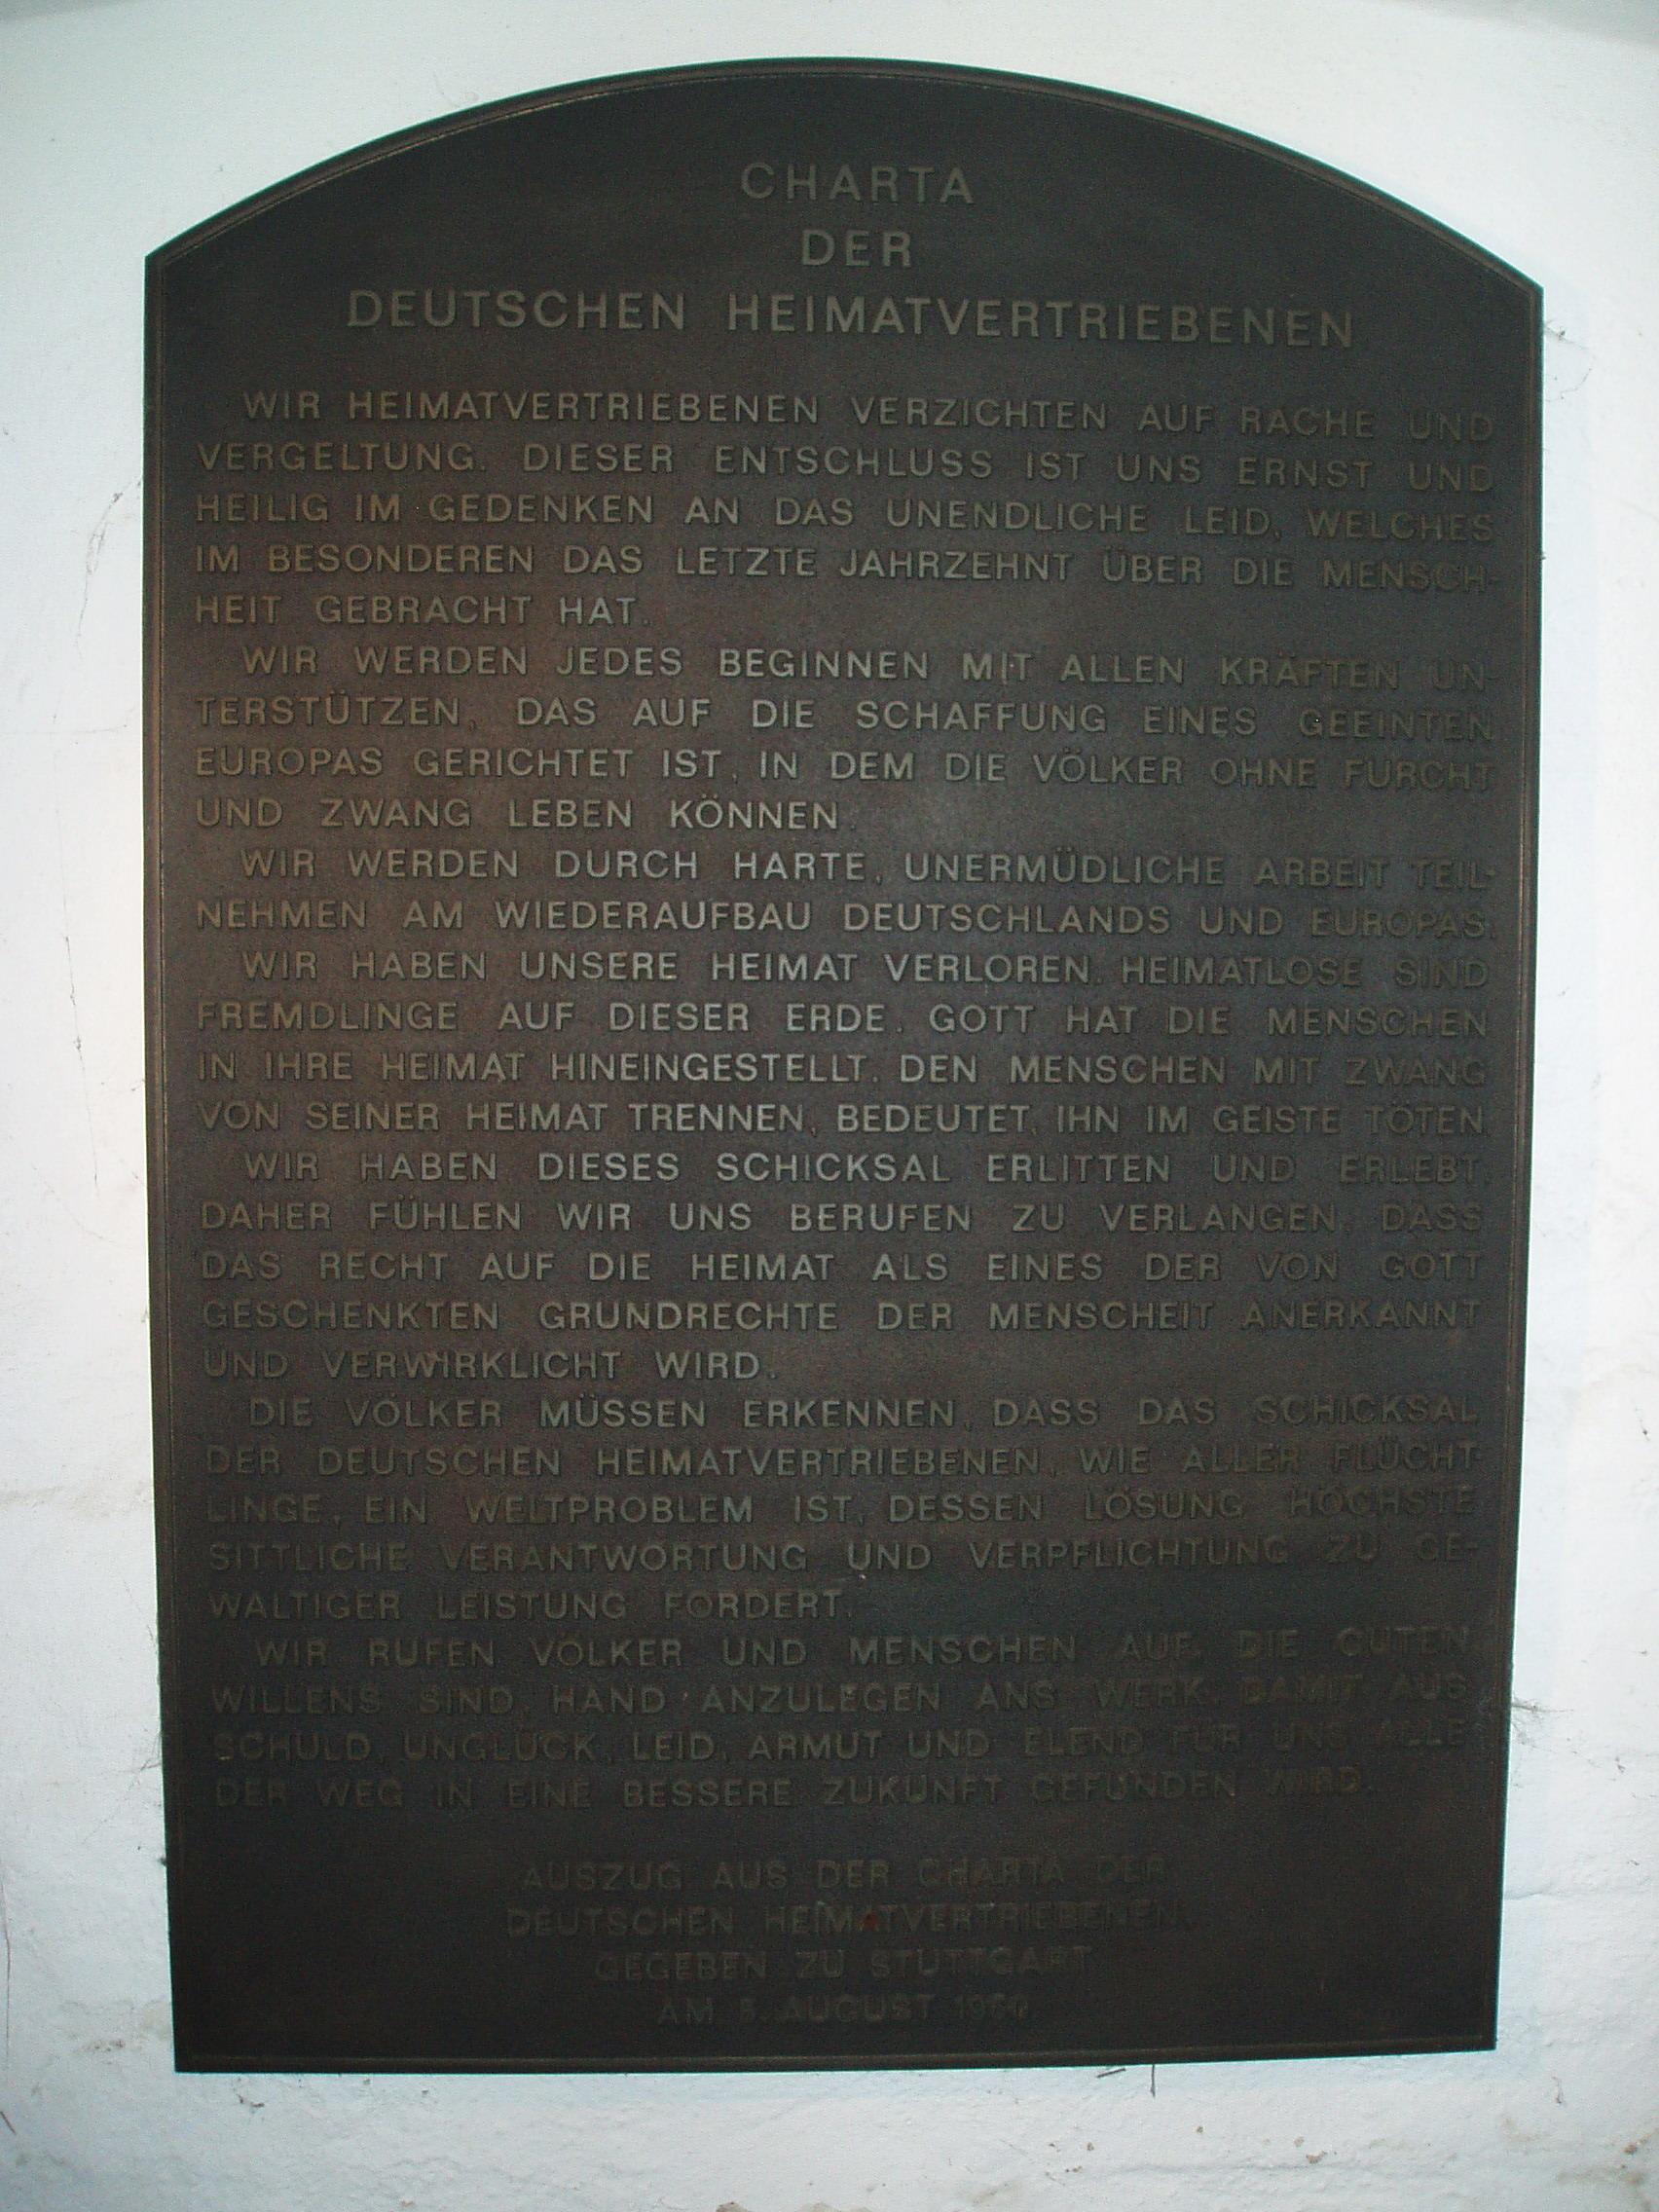 CHARTA
DER
DEUTSCHEN HEIMATVERTRIEBENEN
WIR HEIMATVERTRIEBENEN VERZICHTEN AUF RACHE UND
VERGELTUNG. DIESER ENTSCHLUSS IST UNS ERNST UND
HEILIG IM GEDENKEN AN DAS UNENDLICHE LEID, WELCHES
IM BESONDEREN DAS LETZTE JAHRZEHNT ÜBER DIE MENSCH-
HEIT GEBRACHT HAT.
WIR WERDEN JEDES BEGINNEN MIT ALLEN KRÄFTEN UN-
TERSTÜTZEN, DAS AUF DIE SCHAFFUNG EINES GEEINTEN
EUROPAS GERICHTET IST, IN DEM DIE VÖLKER OHNE FURCHT
UND ZWANG LEBEN KÖNNEN.
WIR WERDEN DURCH HARTE, UNERMÜDLICHE ARBEIT TEIL-
NEHMEN AM WIEDERAUFBAU DEUTSCHLANDS UND EUROPAS.
WIR HABEN UNSERE HEIMAT VERLOREN. HEIMATLOSE SIND
FREMDLINGE AUF DIESER ERDE. GOTT HAT DIE MENSCHEN
IN IHRE HEIMAT HINEINGESTELLT. DEN MENSCHEN MIT ZWANG
VON SEINER HEIMAT TRENNEN, BEDEUTET, IHN IM GEISTE TÖTEN.
WIR HABEN DIESES SCHICKSAL ERLITTEN UND ERLEBT.
DAHER FÜHLEN WIR UNS BERUFEN ZU VERLANGEN, DASS
DAS RECHT AUF DIE HEIMAT ALS EINES DER VON GOTT
GESCHENKTEN GRUNDRECHTE DER MENSCHEIT ANERKANNT
UND VERWIRKLICHT WIRD.
DIE VÖLKER MÜSSEN ERKENNEN, DASS DAS SCHICKSAL
DER DEUTSCHEN HEIMATVERTRIEBENEN, WIE ALLER FLÜCHT-
LINGE, EIN WELTPROBLEM IST, DESSEN LÖSUNG HÖCHSTE
SITTLICHE VERANTWORTUNG UND VERPFLICHTUNG ZU GE-
WALTIGER LEISTUNG FORDERT.
WIR RUFEN VÖLKER UND MENSCHEN AUF, DIE GUTEN
WILLENS SIND, HAND ANZULEGEN ANS WERK, DAMIT AUS
SCHULD, UNGLÜCK, LEID, ARMUT UND ELEND FÜR UNS ALLE
DER WEG IN EINE BESSERE ZUKUNFT GEFUNDEN WIRD.
AUSZUG AUS DER CHARTA DER
DEUTSCHEN HEIMATVERTRIEBENEN,
GEGEBEN ZU STUTTGART
AM 5. AUGUST 1950